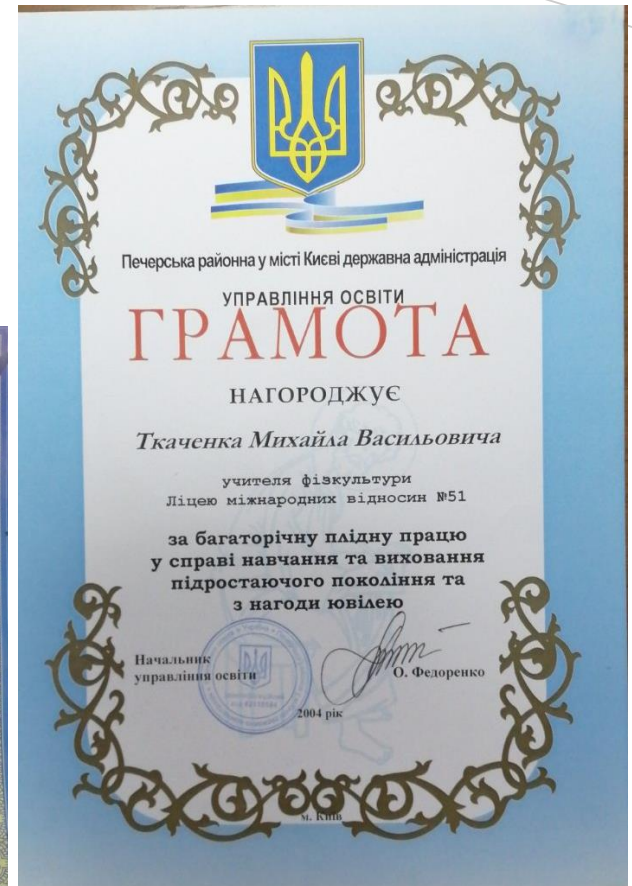 Печерська районна у місті Києві державна адміністрація
УПРАВЛІННЯ ОСВІТИ
ГРАМОТА
НАГОРОДЖУЄ
Ткаченка Михайла Васильовича
учителя фізкультури
Ліцею міжнародних відносин №51
за багаторічну плідну працю
у справі навчання та виховання
підростаючого покоління та
з нагоди ювілею
Начальник
управління освіти
О. Федоренко
2004 рік
м. Київ